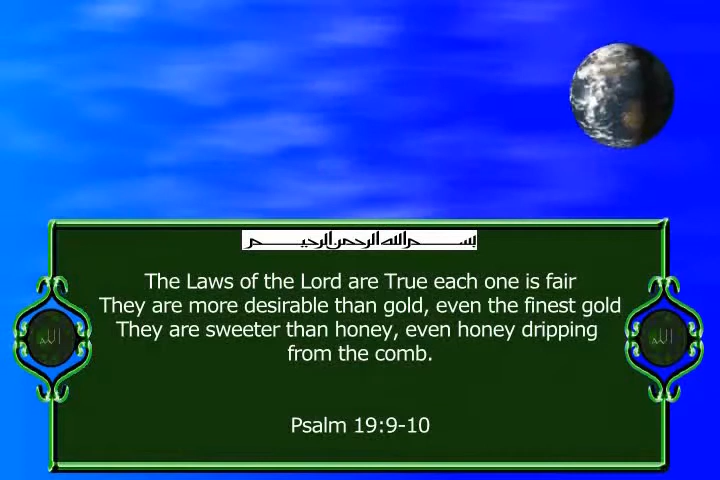 بسم الله الرحمن الرحيم
The Laws of the Lord are True each one is fair
They are more desirable than gold, even the finest gold
They are sweeter than honey, even honey dripping
from the comb.
الله
الله
Psalm 19:9-10